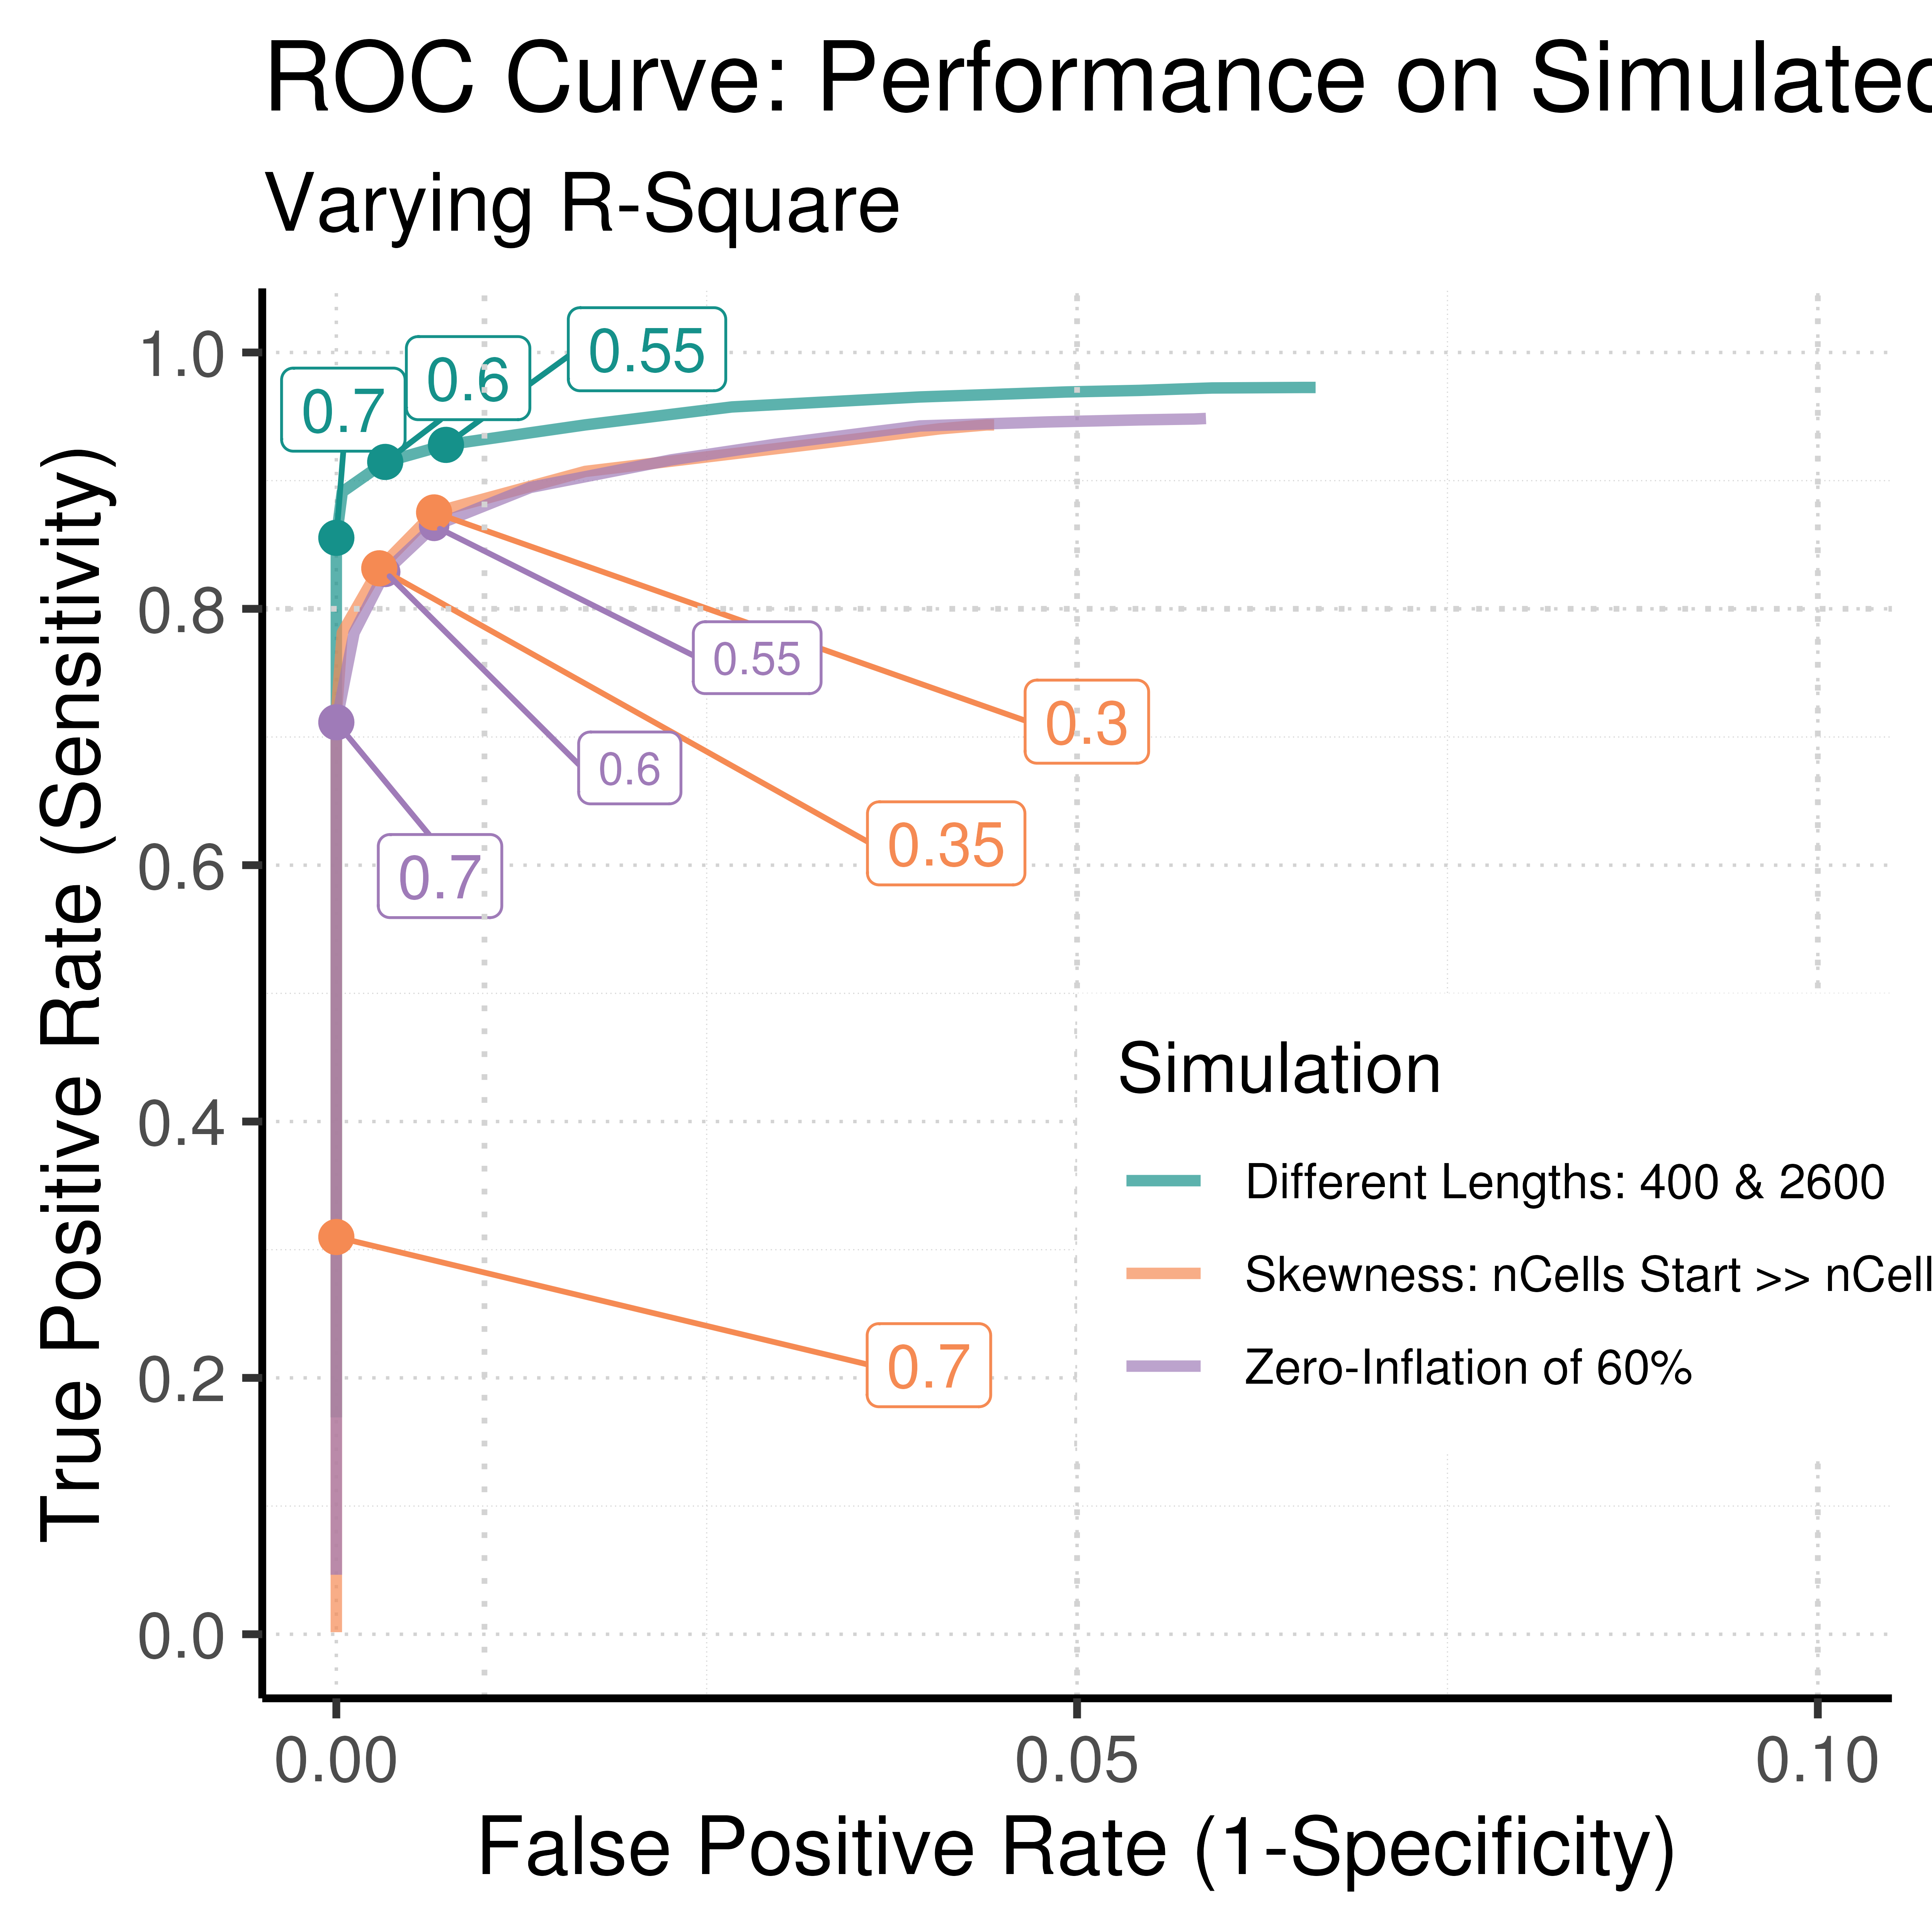 ROC Curve: Performance on Simulated
Varying R-Square
True Positive Rate (Sensitivity)
1.0
0.8
0.6
0.4
0.2
0.0
0.7
0.6
0.55
0.55
0.3
0.6
0.35
0.7
0.7
Simulation
Different Lengths: 400 & 2600
Skewness: nCells Start >> nCell
Zero-Inflation of 60%
0.00
0.05
0.10
False Positive Rate (1-Specificity)